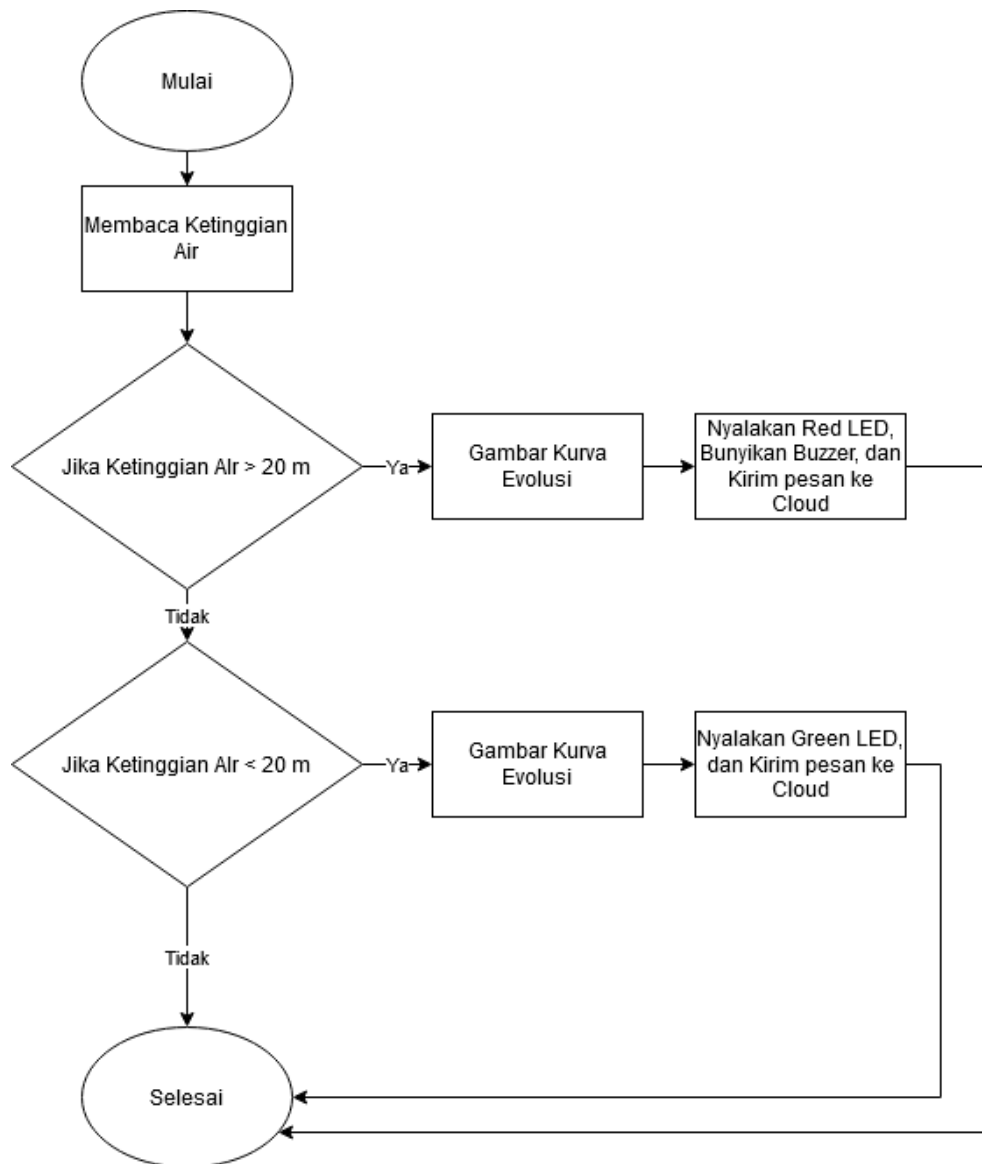 Mulai
Membaca Ketinggian
Air
Jika Ketinggian AIr > 20 m
Ya
Gambar Kurva
Evolusi
Nyalakan Red LED,
Bunyikan Buzzer, dan
Kirim pesan ke
Cloud
Tidak
Jika Ketinggian AIr < 20 m
Ya
Gambar Kurva
Evolusi
Nyalakan Green LED,
dan Kirim pesan ke
Cloud
Tidak
Selesai